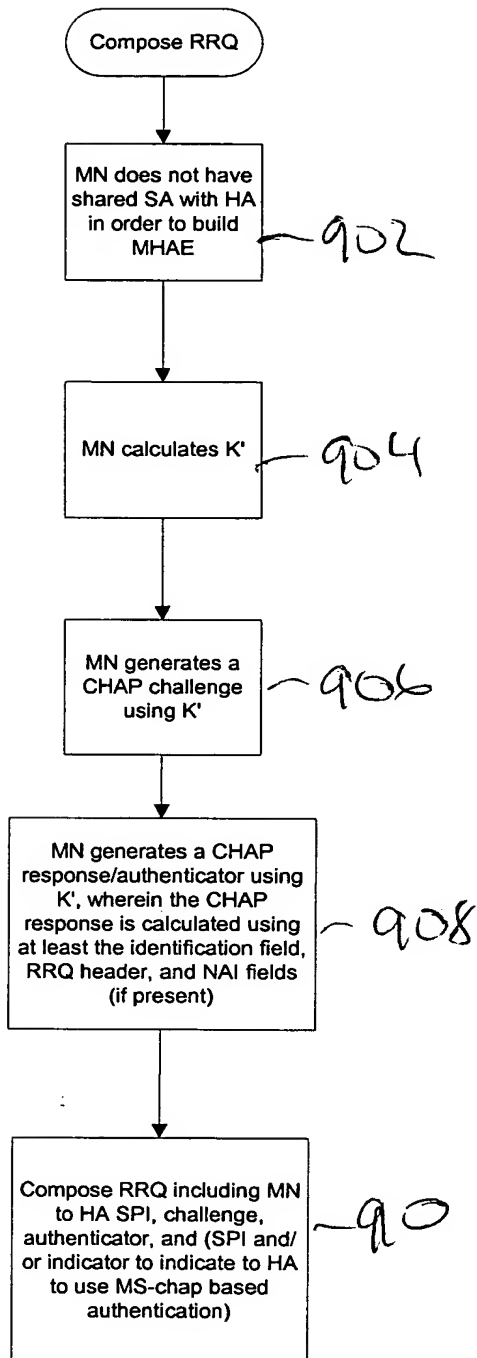 Compose RRQ
MN does not have
shared SA with HA
in order to build
MHAE
902
MN calculates K'
904
MN generates a
CHAP challenge
using K'
906
MN generates a CHAP
response/authenticator using
K', wherein the CHAP
response is calculated using
at least the identification field,
RRQ header, and NAI fields
(if present)
908
Compose RRQ including MN
to HA SPI, challenge,
authenticator, and (SPI and/
or indicator to indicate to HA
to use MS-chap based
authentication)
90